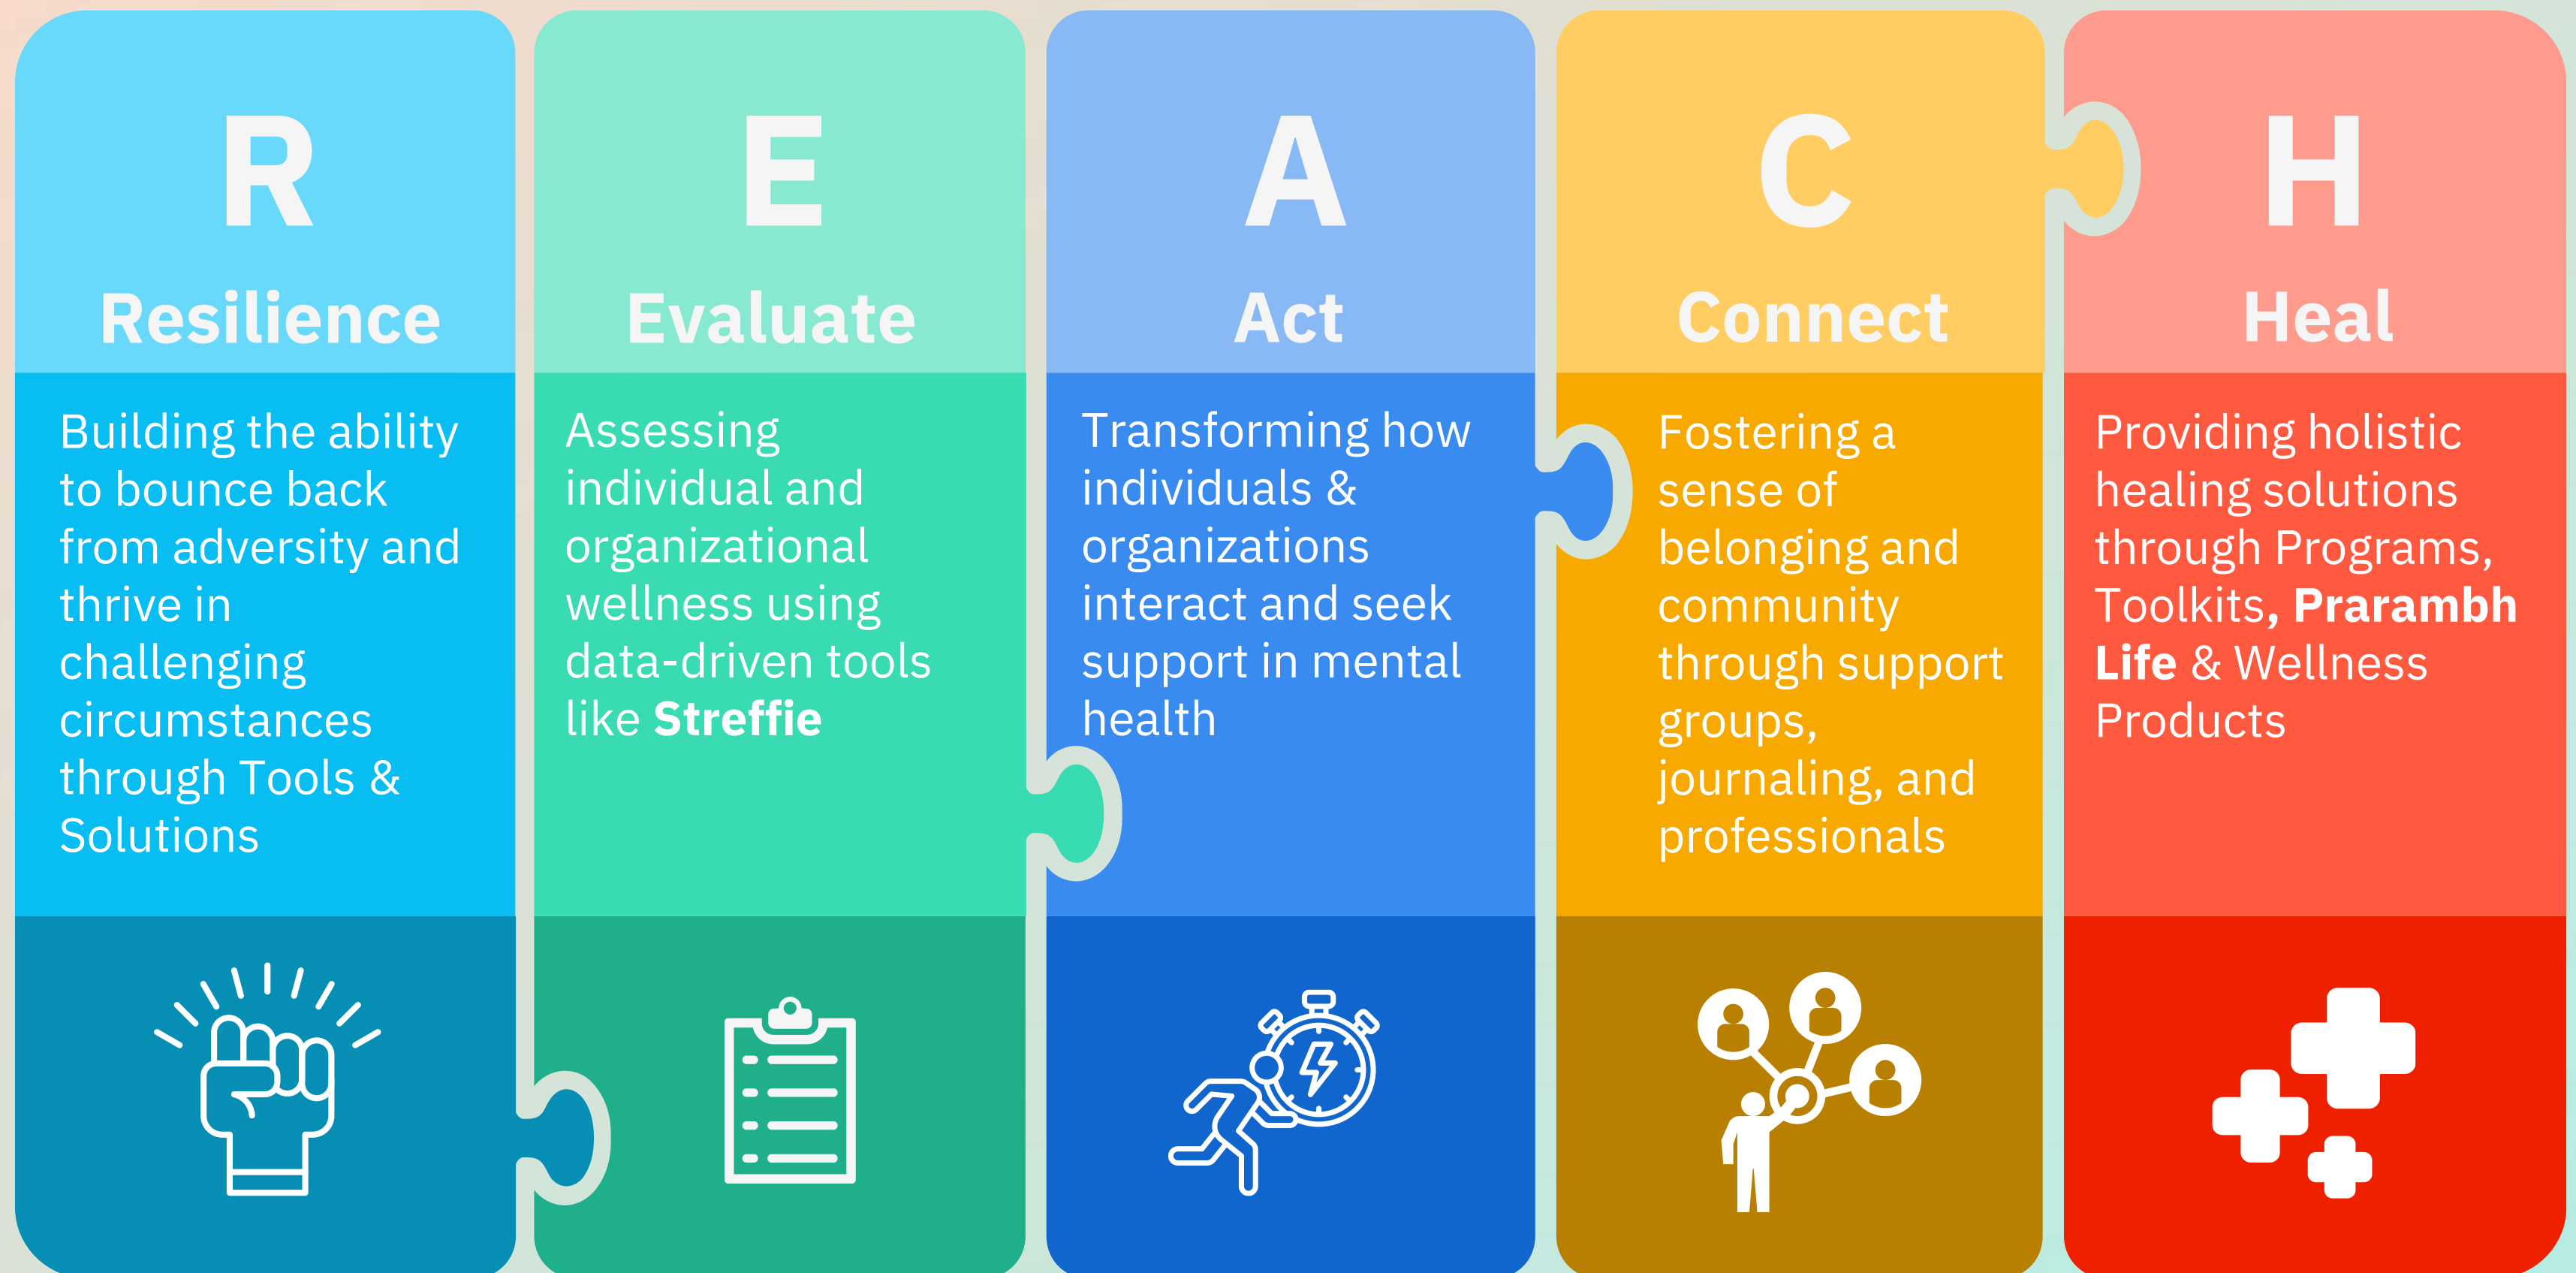 R
Resilience
Building the ability
to bounce back
from adversity and
thrive in
challenging
circumstances
through Tools &
Solutions
E
Evaluate
Assessing
individual and
organizational
wellness using
data-driven tools
like Streffie
A
Act
Transforming how
individuals &
organizations
interact and seek
support in mental
health
C
Connect
Fostering a
sense of
belonging and
community
through support
groups,
journaling, and
professionals
H
Heal
Providing holistic
healing solutions
through Programs,
Toolkits, Prarambh
Life & Wellness
Products